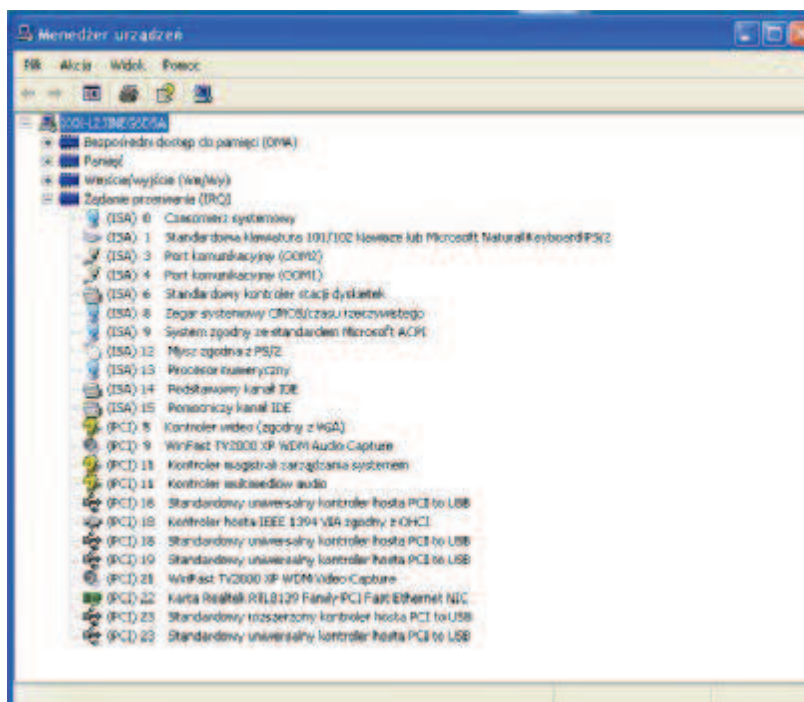 Menedżer urządzeń
Plik Akcja Widok Pomoc
Bezpośredni dostęp do pamięci (DMA)
Pamięć
Wejście/wyjście (We/Wy)
Żądanie przerwania (IRQ)
(ISA) 0 Czasomierz systemowy
(ISA) 1 Standardowa klawiatura 101/102 klawisze lub Microsoft Natural Keyboard PS/2
(ISA) 3 Port komunikacyjny (COM2)
(ISA) 4 Port komunikacyjny (COM1)
(ISA) 6 Standardowy kontroler stacji dyskietek
(ISA) 8 Zegar systemowy CMOS/czasu rzeczywistego
(ISA) 9 System zgodny ze standardem Microsoft ACPI
(ISA) 12 Mysz zgodna z PS/2
(ISA) 13 Procesor numeryczny
(ISA) 14 Podstawowy kanał IDE
(ISA) 15 Pomocniczy kanał IDE
(PCI) Kontroler wideo (zgodny z VGA)
(PCI) 9 WinFast TV2000 XP WDM Audio Capture
(PCI) 11 Kontroler magistrali zarządzania systemem
(PCI) 11 Kontroler multimediów audio
(PCI) 16 Standardowy uniwersalny kontroler hosta PCI to USB
(PCI) 18 Kontroler hosta IEEE 1394 VIA zgodny z OHCI
(PCI) 18 Standardowy uniwersalny kontroler hosta PCI to USB
(PCI) 19 Standardowy uniwersalny kontroler hosta PCI to USB
(PCI) 21 WinFast TV2000 XP WDM Video Capture
(PCI) 22 Karta Realtek RTL8139 Family PCI Fast Ethernet NIC
(PCI) 23 Standardowy rozszerzony kontroler hosta PCI to USB
(PCI) 23 Standardowy uniwersalny kontroler hosta PCI to USB